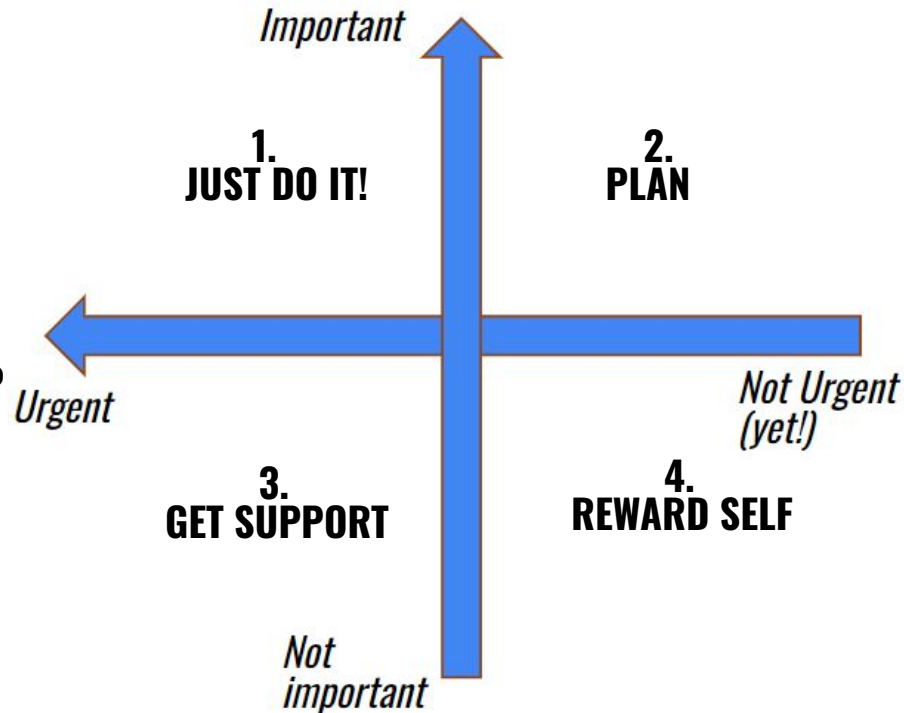 Important
1.
JUST DO IT!
2.
PLAN
Urgent
Not Urgent
(yet!)
3.
GET SUPPORT
4.
REWARD SELF
Not
important